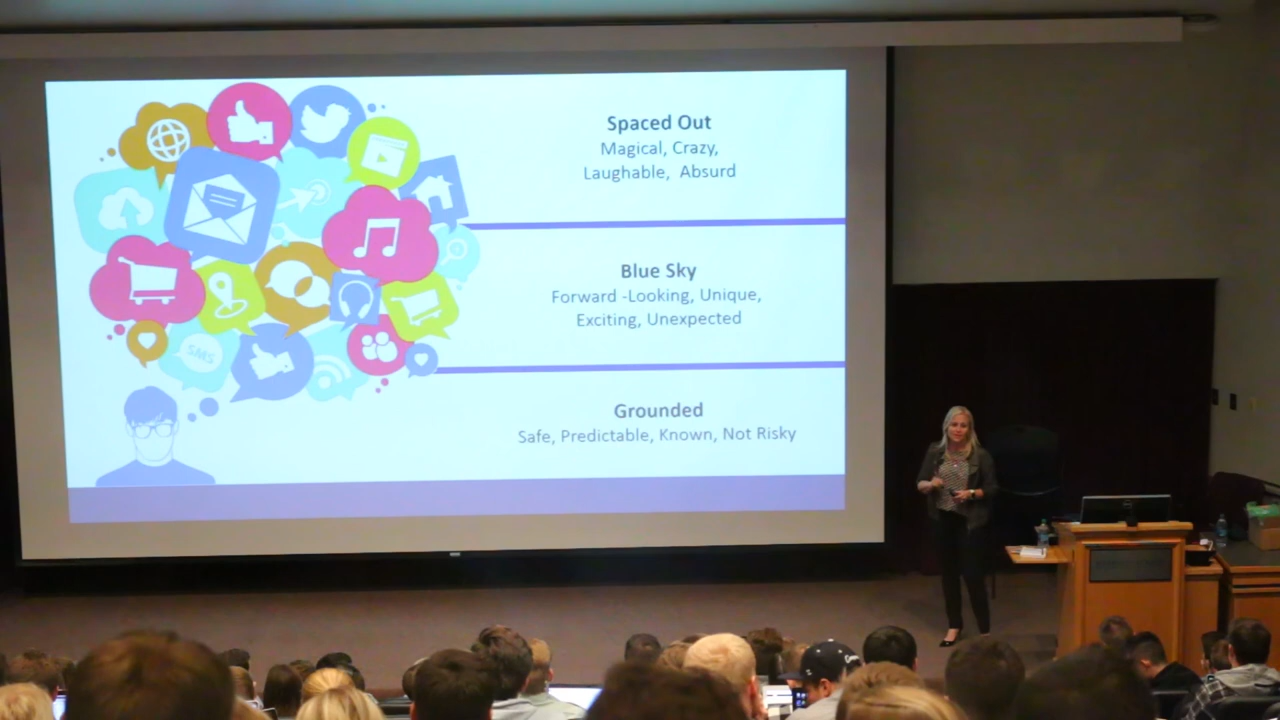 Spaced Out
Magical, Crazy,
Laughable, Absurd
Blue Sky
Forward -Looking, Unique,
Exciting, Unexpected
Grounded
Safe, Predictable, Known, Not Risky
SMS